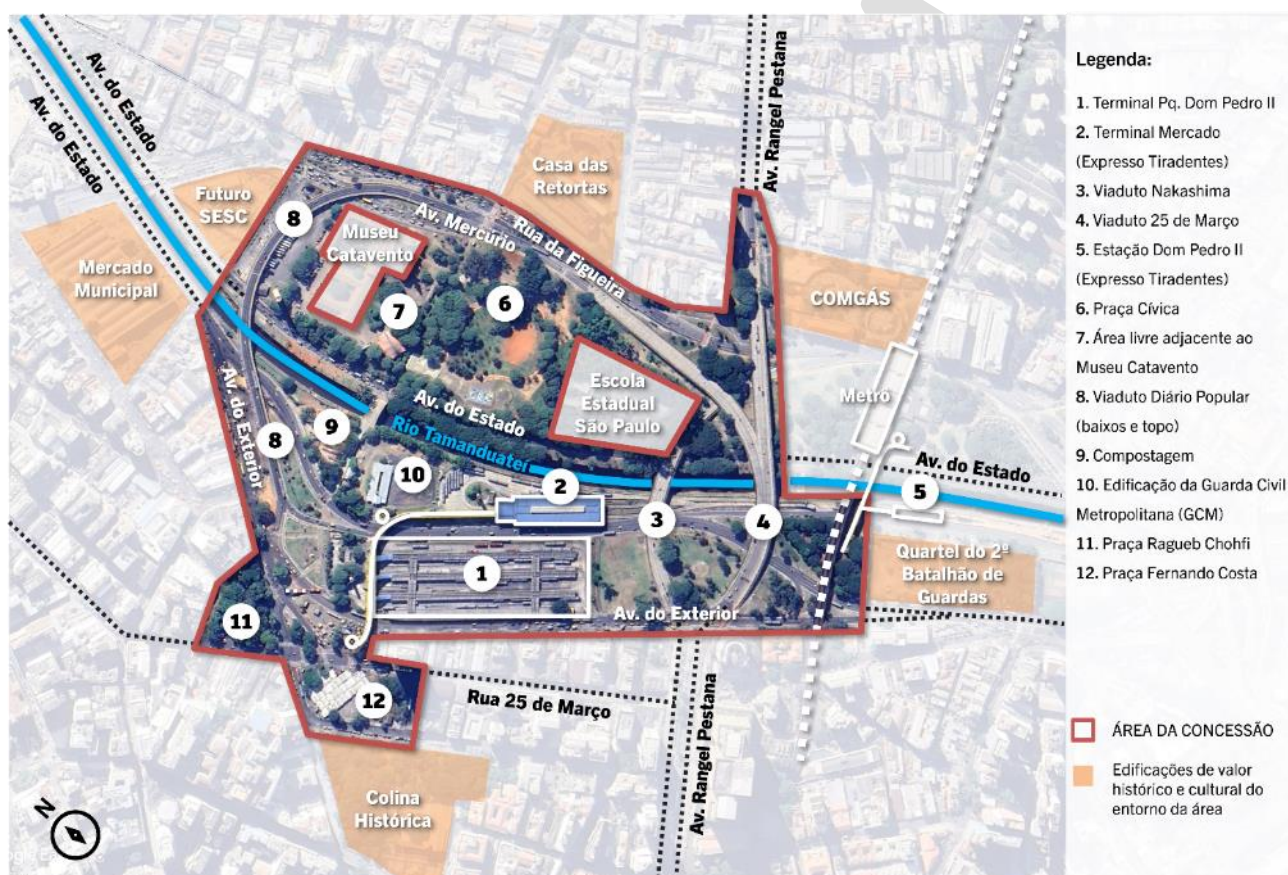 Av. do Estado
Av. do Estado
Av. Rangel Pestana
Futuro
SESC
Casa das
Retortas
Mercado
Municipal
8
Museu
Catavento
Av. Mercúrio
Rua da Figueira
COMGÁS
7
6
Metrô
Escola
Estadual
São Paulo
Av. do Estado
Rio Tamanduateí
Av. do Exterior
8
9
10
2
3
4
5
Av. do Estado
1
Quartel do 2º
Batalhão de
Guardas
Av. do Exterior
11
12
Rua 25 de Março
Av. Rangel Pestana
Colina
Histórica
N
Legenda:
1. Terminal Pq. Dom Pedro II
2. Terminal Mercado
(Expresso Tiradentes)
3. Viaduto Nakashima
4. Viaduto 25 de Março
5. Estação Dom Pedro II
(Expresso Tiradentes)
6. Praça Cívica
7. Área livre adjacente ao
Museu Catavento
8. Viaduto Diário Popular
(baixos e topo)
9. Compostagem
10. Edificação da Guarda Civil
Metropolitana (GCM)
11. Praça Ragueb Chohfi
12. Praça Fernando Costa
ÁREA DA CONCESSÃO
Edificações de valor
histórico e cultural do
entorno da área